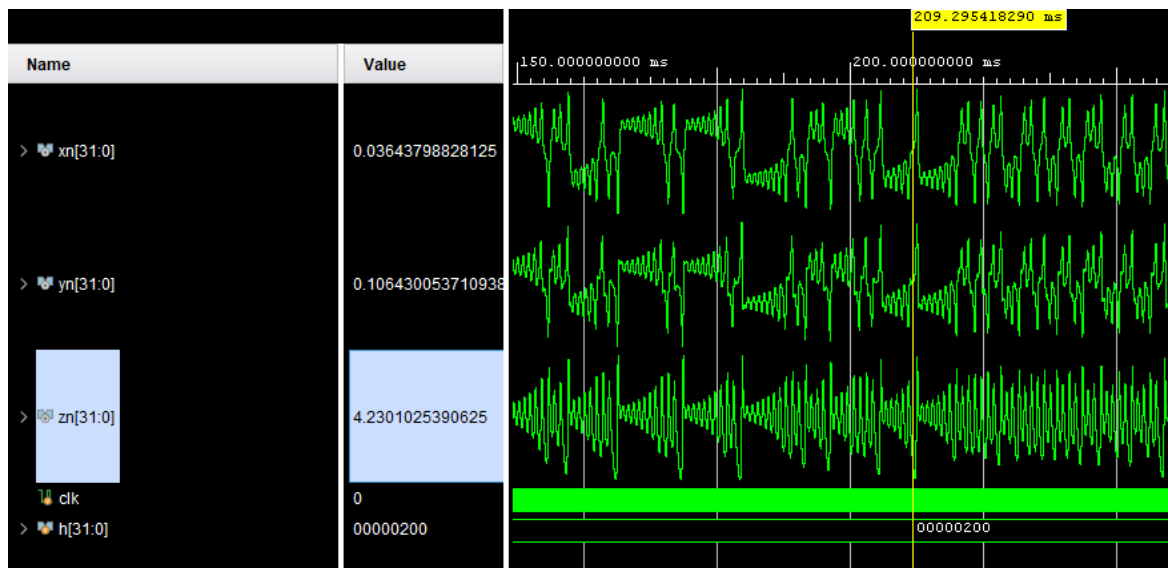 209.295418290 ms
Name Value
150.000000000 ms 200.000000000 ms
xn[31:0] 0.03643798828125
yn[31:0] 0.106430053710938
zn[31:0] 4.2301025390625
clk 0
h[31:0] 00000200 00000200